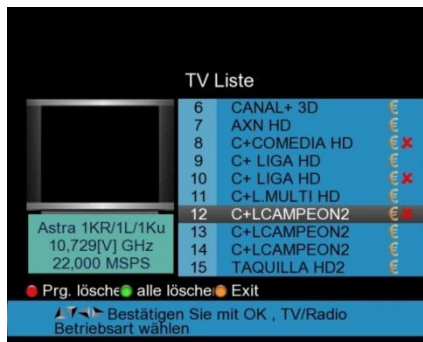 TV Liste
6 CANAL+ 3D €
7 AXN HD €
8 C+COMEDIA HD €
9 C+ LIGA HD €
10 C+ LIGA HD €
11 C+L.MULTI HD €
12 C+LCAMPEON2 €
13 C+LCAMPEON2 €
14 C+LCAMPEON2 €
15 TAQUILLA HD2 €
Astra 1KR/1L/1Ku
10,729[V] GHz
22,000 MSPS
Prg. lösche alle lösche Exit
Bestätigen Sie mit OK , TV/Radio
Betriebsart wählen